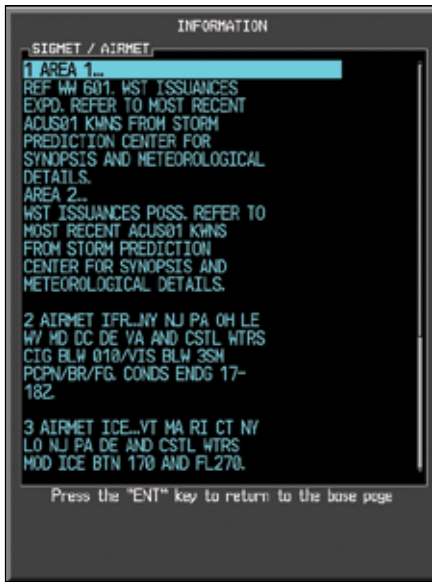 INFORMATION
SIGMET / AIRMET
1 AREA 1...
REF WW 601. WST ISSUANCES
EXPD. REFER TO MOST RECENT
ACUS01 KWNS FROM STORM
PREDICTION CENTER FOR
SYNOPSIS AND METEOROLOGICAL
DETAILS.
AREA 2...
WST ISSUANCES POSS. REFER TO
MOST RECENT ACUS01 KWNS
FROM STORM PREDICTION
CENTER FOR SYNOPSIS AND
METEOROLOGICAL DETAILS.
2 AIRMET IFR...NY NJ PA OH LE
WV MD DC DE VA AND CSTL WTRS
CIG BLW 010/VIS BLW 3SM
PCPN/BR/FG. CONDS ENDG 17-
18Z.
3 AIRMET ICE...VT MA RI CT NY
LO NJ PA DE AND CSTL WTRS
MOD ICE BTN 170 AND FL270.
Press the "ENT" key to return to the base page